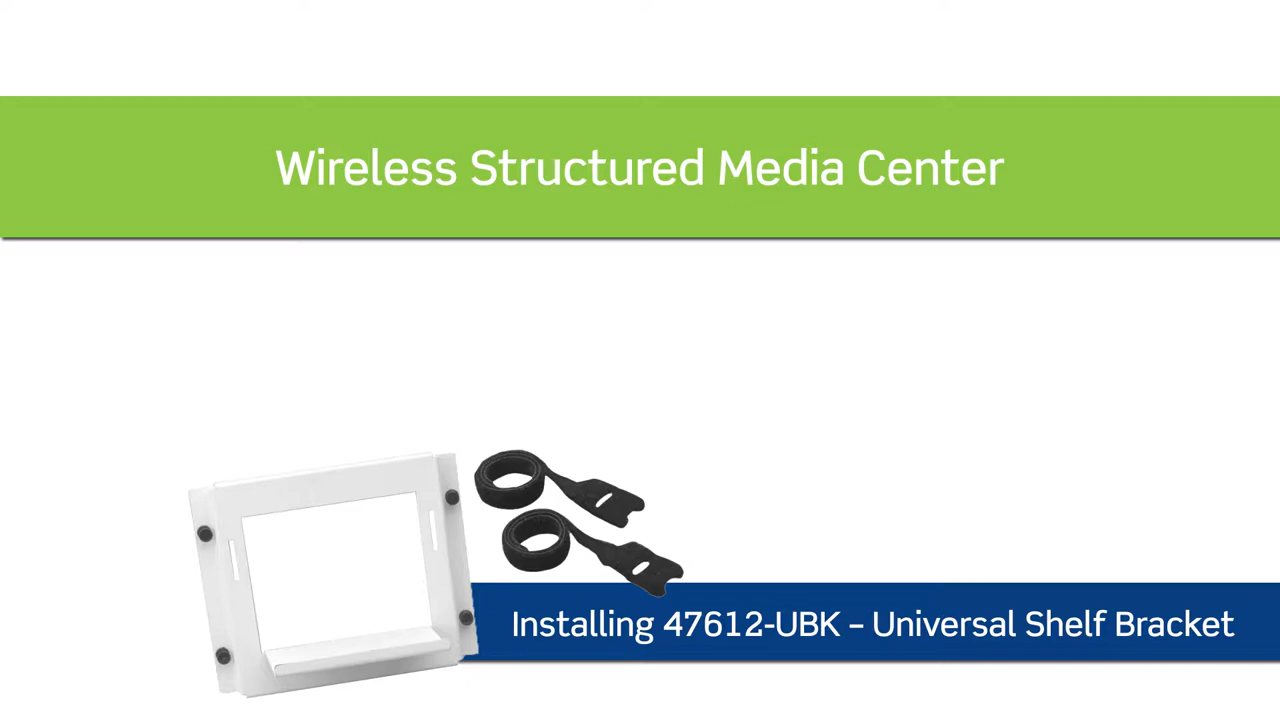 Wireless Structured Media Center
Installing 47612-UBK – Universal Shelf Bracket